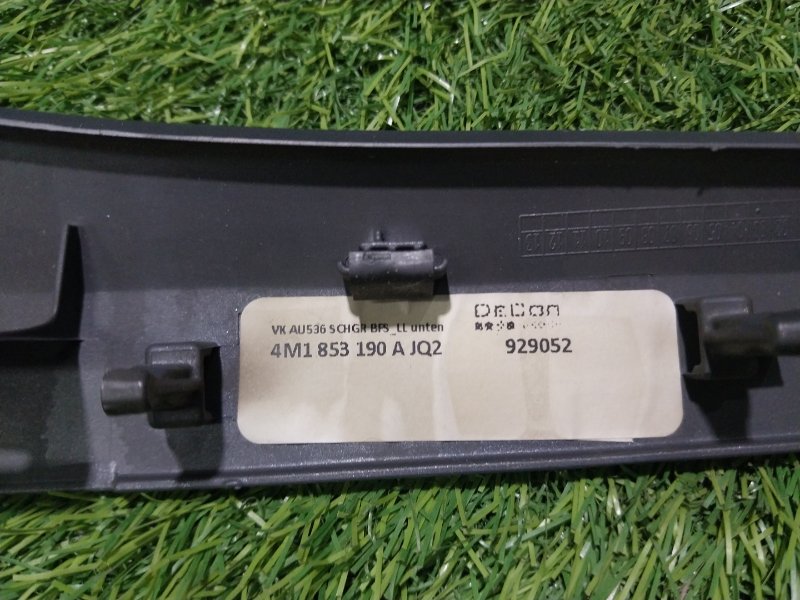 VK AU536 SCHGR BFS_LL unten
4M1 853 190 A JQ2
929052